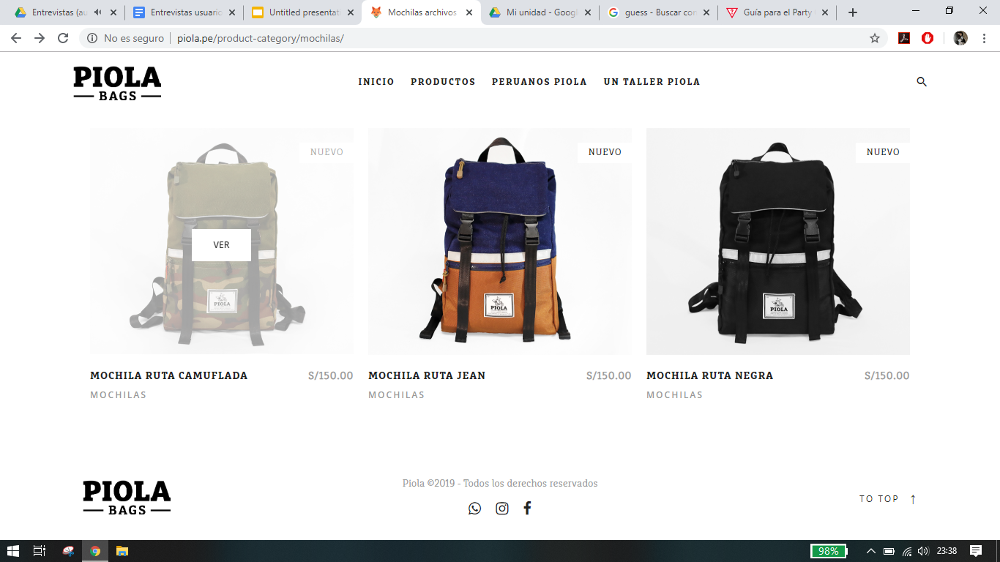 Entrevistas (au
Entrevistas usuario
Untitled presentat
Mochilas archivos
Mi unidad - Googl
guess - Buscar con
Guía para el Party
No es seguro | piola.pe/product-category/mochilas/
PIOLA
BAGS
INICIO PRODUCTOS PERUANOS PIOLA UN TALLER PIOLA
NUEVO
NUEVO
NUEVO
VER
PIOLA
PIOLA
PIOLA
MOCHILA RUTA CAMUFLADA S/150.00
MOCHILAS
MOCHILA RUTA JEAN S/150.00
MOCHILAS
MOCHILA RUTA NEGRA S/150.00
MOCHILAS
PIOLA
BAGS
Piola ©2019 - Todos los derechos reservados
TO TOP ↑
98%
23:38